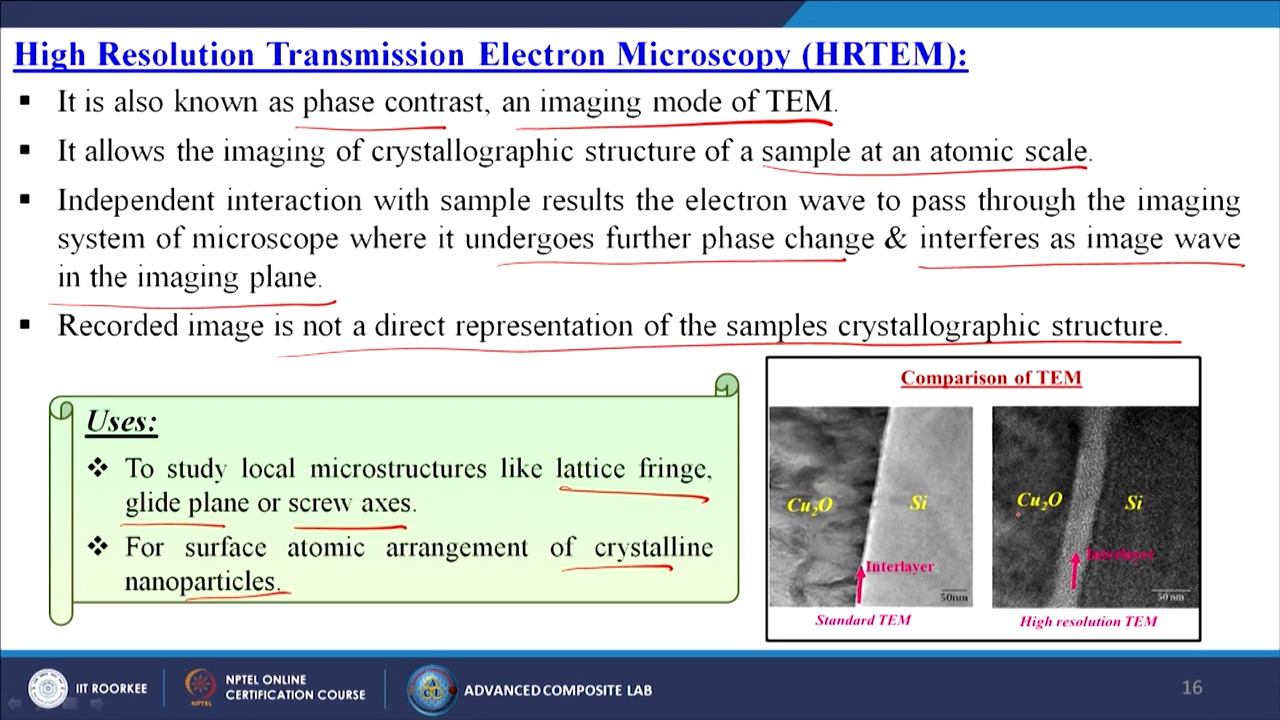 High Resolution Transmission Electron Microscopy (HRTEM):
▪ It is also known as phase contrast, an imaging mode of TEM.
▪ It allows the imaging of crystallographic structure of a sample at an atomic scale.
▪ Independent interaction with sample results the electron wave to pass through the imaging
system of microscope where it undergoes further phase change & interferes as image wave
in the imaging plane.
▪ Recorded image is not a direct representation of the samples crystallographic structure.
Uses:
❖ To study local microstructures like lattice fringe,
glide plane or screw axes.
❖ For surface atomic arrangement of crystalline
nanoparticles.
Comparison of TEM
Cu₂O
Si
Interlayer
50nm
Standard TEM
Cu₂O
Si
Interlayer
50 nm
High resolution TEM
IIT ROORKEE
NPTEL
NPTEL ONLINE
CERTIFICATION COURSE
ACL
ADVANCED COMPOSITE LAB
16